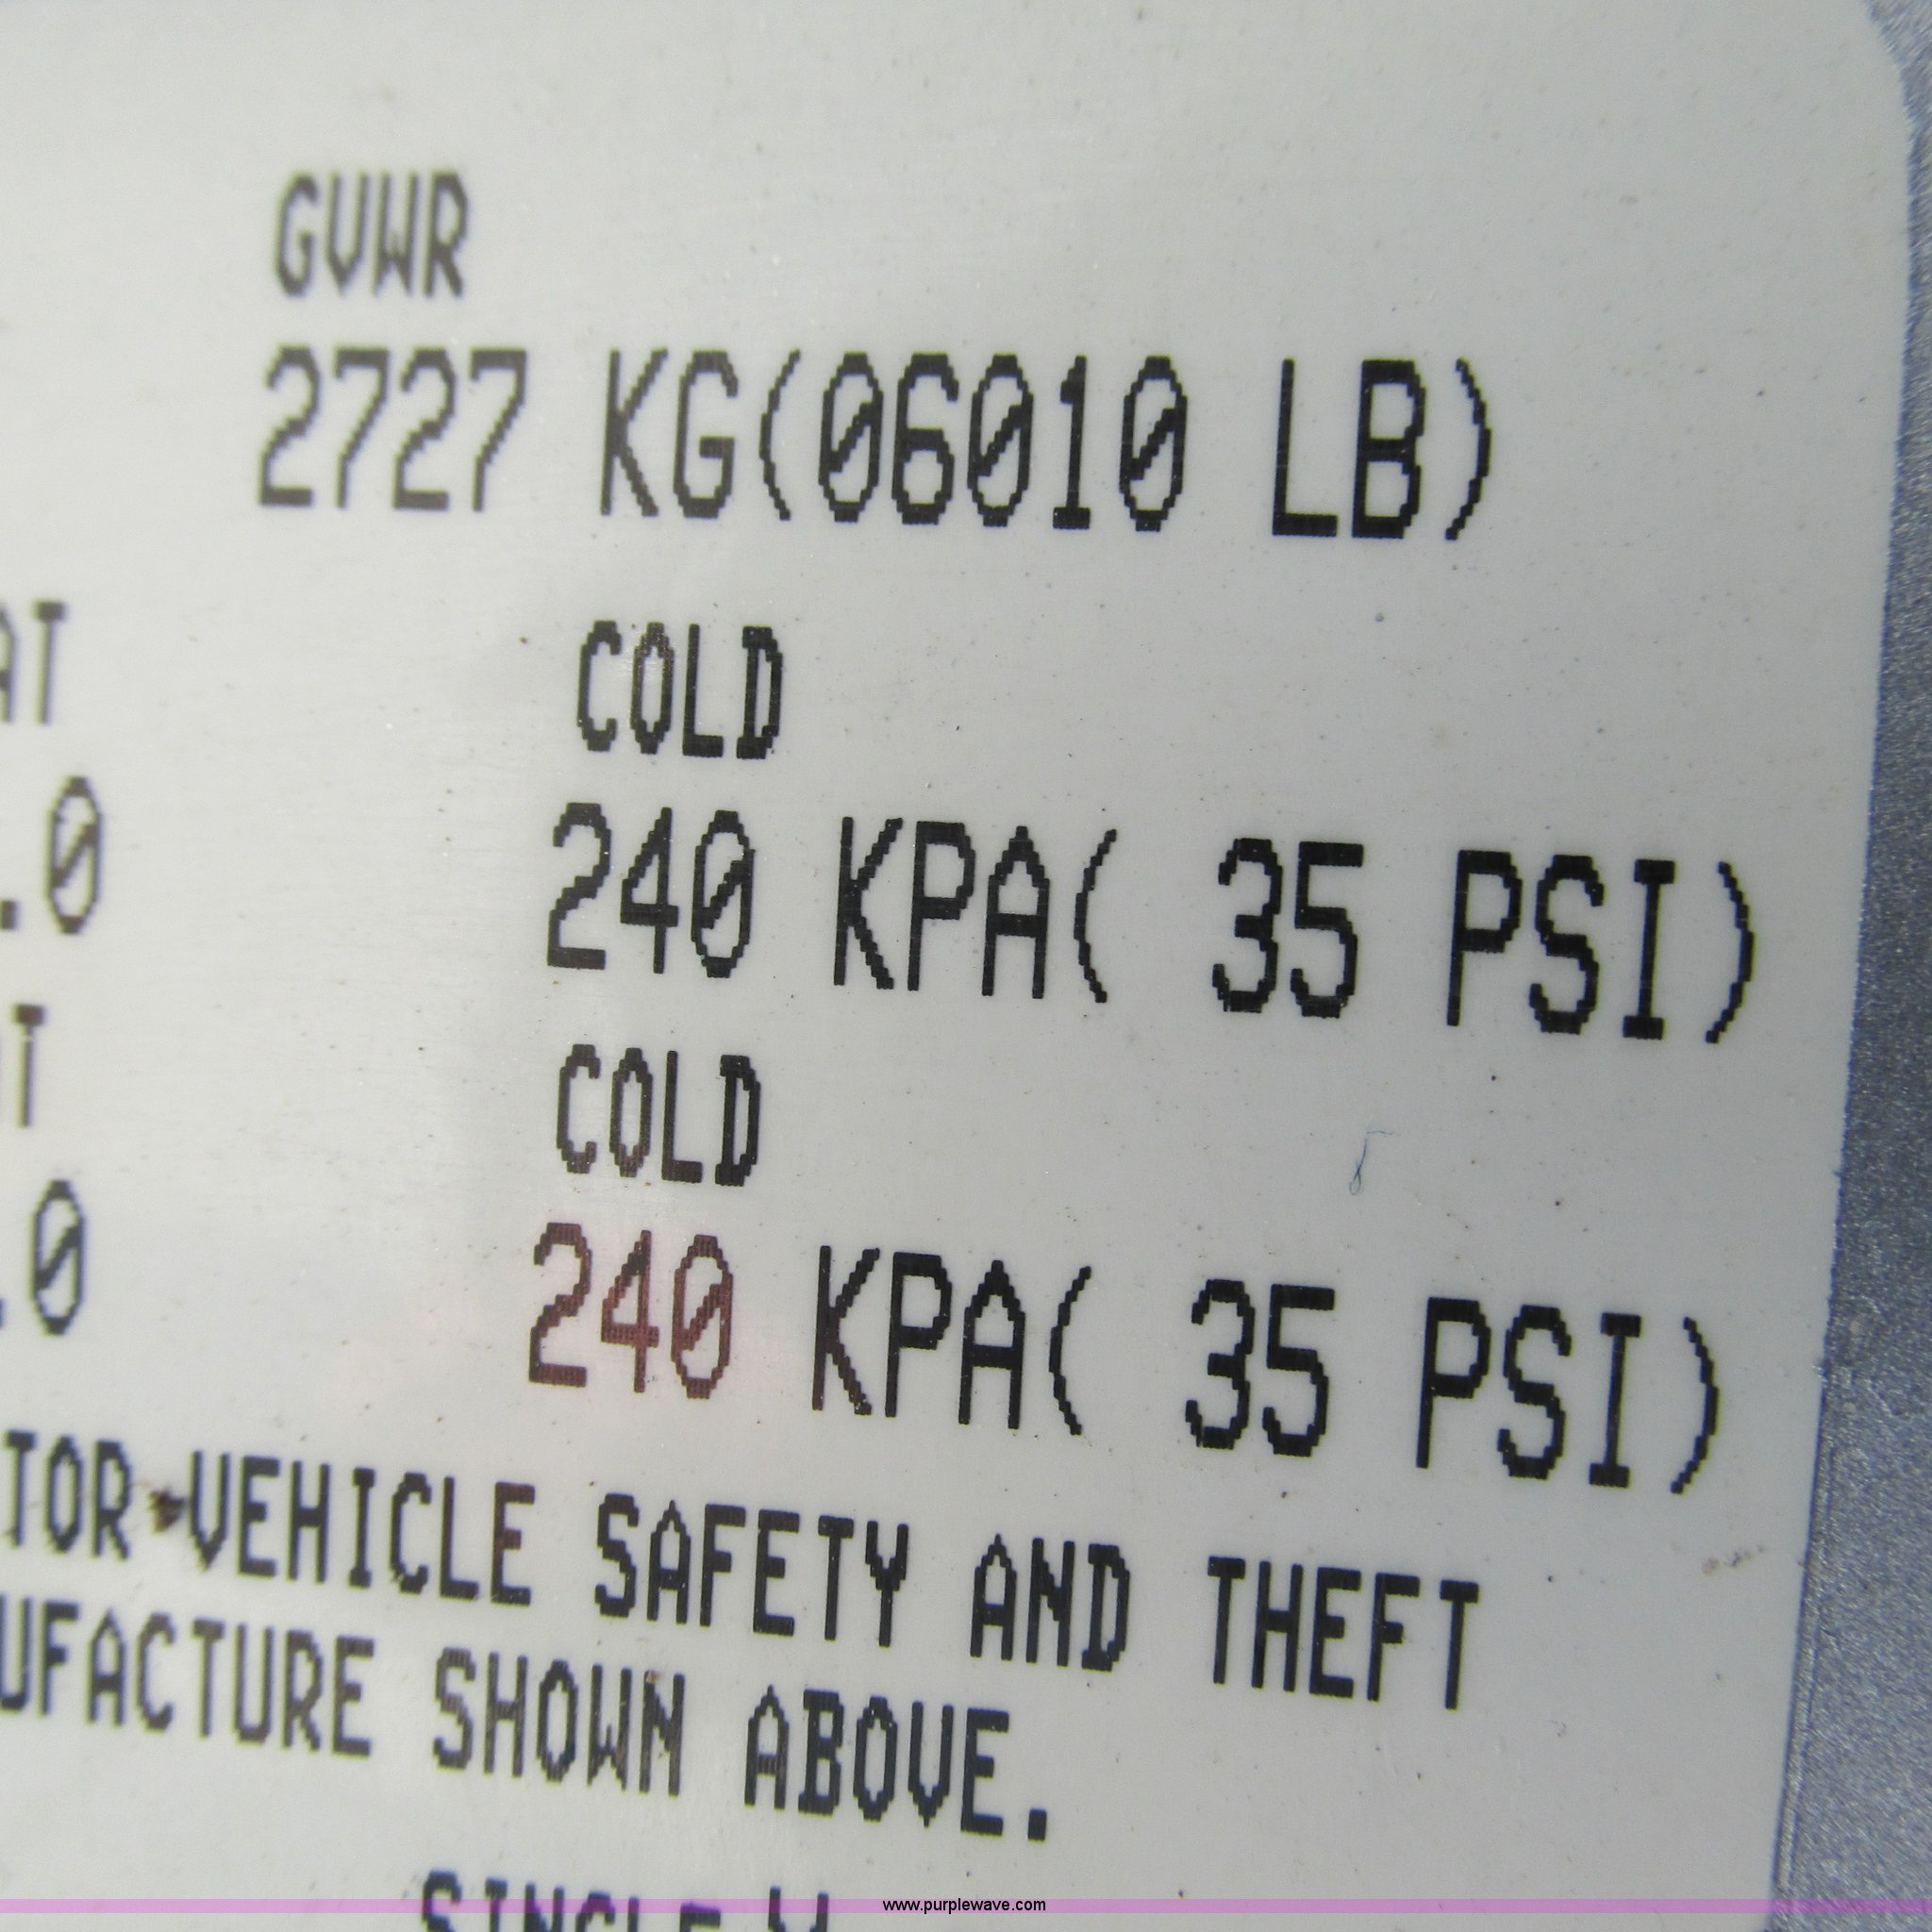 GVWR
2727 KG(06010 LB)
AT COLD
.0 240 KPA( 35 PSI)
T COLD
.0 240 KPA( 35 PSI)
TOR VEHICLE SAFETY AND THEFT
UFACTURE SHOWN ABOVE.
SINGLE
www.purplewave.com